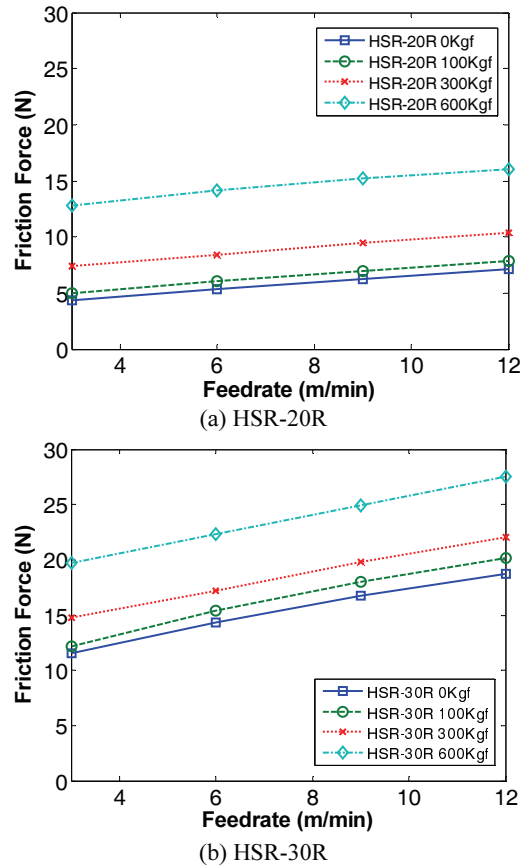 30
25
20
15
10
5
0
Friction Force (N)
HSR-20R 0Kgf
HSR-20R 100Kgf
HSR-20R 300Kgf
HSR-20R 600Kgf
4 6 8 10 12
Feedrate (m/min)
(a) HSR-20R
30
25
20
15
10
5
0
Friction Force (N)
HSR-30R 0Kgf
HSR-30R 100Kgf
HSR-30R 300Kgf
HSR-30R 600Kgf
4 6 8 10 12
Feedrate (m/min)
(b) HSR-30R